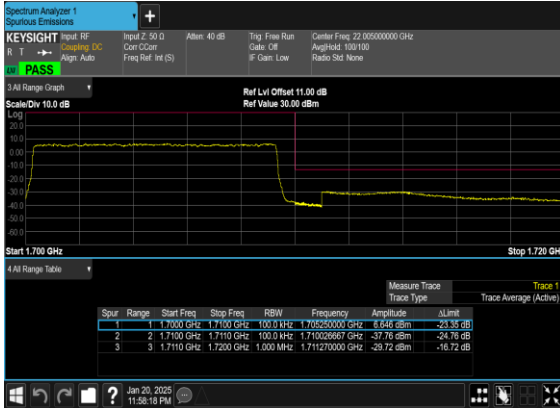 Spectrum Analyzer 1
Spurious Emissions
KEYSIGHT Input: RF Input Z: 50 Ω Atten: 40 dB Trig: Free Run Center Freq: 22.005000000 GHz
R T Coupling: DC Corr CCorr Gate: Off Avg|Hold: 100/100
Align: Auto Freq Ref: Int (S) IF Gain: Low Radio Std: None
PASS
3 All Range Graph Ref Lvl Offset 11.00 dB
Scale/Div 10.0 dB Ref Value 30.00 dBm
Log
20.0
10.0
0.00
-10.0
-20.0
-30.0
-40.0
-50.0
-60.0
Start 1.700 GHz Stop 1.720 GH
4 All Range Table
Measure Trace Trace 1
Trace Type Trace Average (Active)
Spur Range Start Freq Stop Freq RBW Frequency Amplitude ΔLimit
1 1 1.7000 GHz 1.7100 GHz 100.0 kHz 1.705250000 GHz 6.646 dBm -23.35 dB
2 2 1.7100 GHz 1.7110 GHz 100.0 kHz 1.710026667 GHz -37.76 dBm -24.76 dB
3 3 1.7110 GHz 1.7200 GHz 1.000 MHz 1.711270000 GHz -29.72 dBm -16.72 dB
Jan 20, 2025
11:58:18 PM